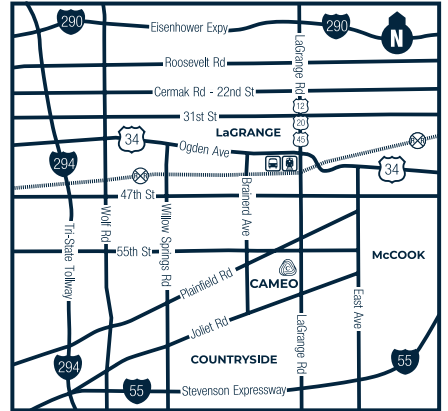 290
Eisenhower Expy
290
N
Roosevelt Rd
LaGrange Rd
Cermak Rd - 22nd St
12
31st St
20
LaGRANGE
45
34
Ogden Ave
294
34
47th St
Tri-State Tollway
Wolf Rd
Willow Springs Rd
Brainerd Ave
55th St
McCOOK
Plainfield Rd
CAMEO
East Ave
Joliet Rd
LaGrange Rd
COUNTRYSIDE
294
55
55
Stevenson Expressway